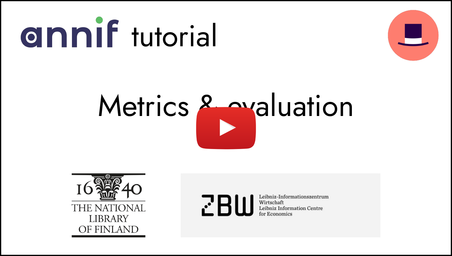 annif tutorial
Metrics & evaluation
16 40
THE NATIONAL
LIBRARY
OF FINLAND
ZBW
Leibniz-Informationszentrum
Wirtschaft
Leibniz Information Centre
for Economics